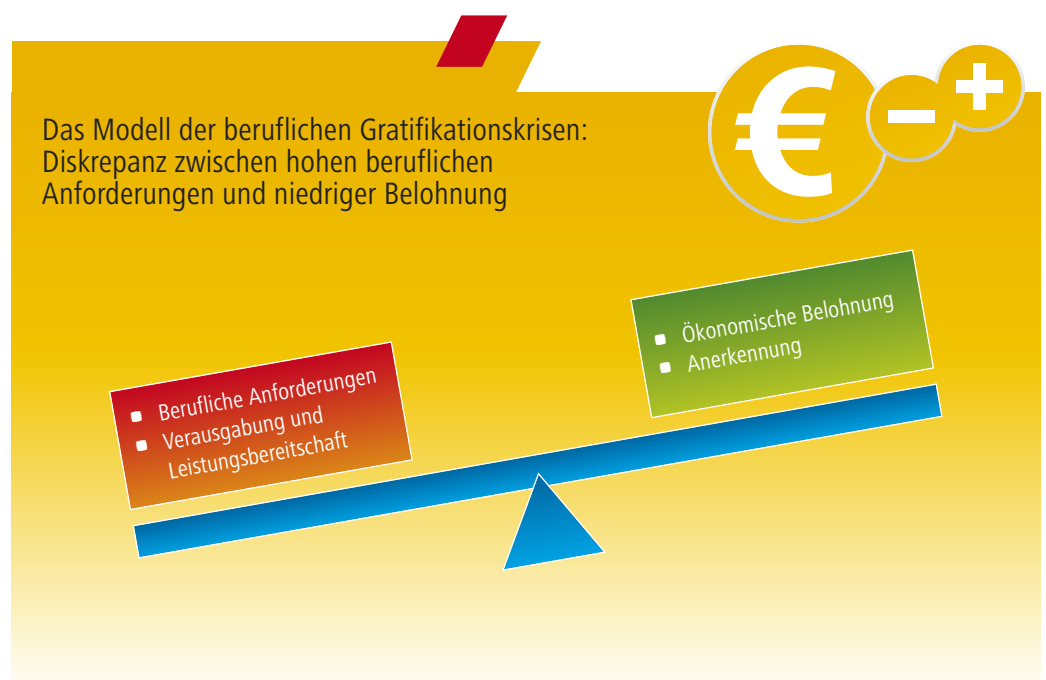 Das Modell der beruflichen Gratifikationskrisen:
Diskrepanz zwischen hohen beruflichen
Anforderungen und niedriger Belohnung
€
Ökonomische Belohnung
Anerkennung
Berufliche Anforderungen
Verausgabung und
Leistungsbereitschaft